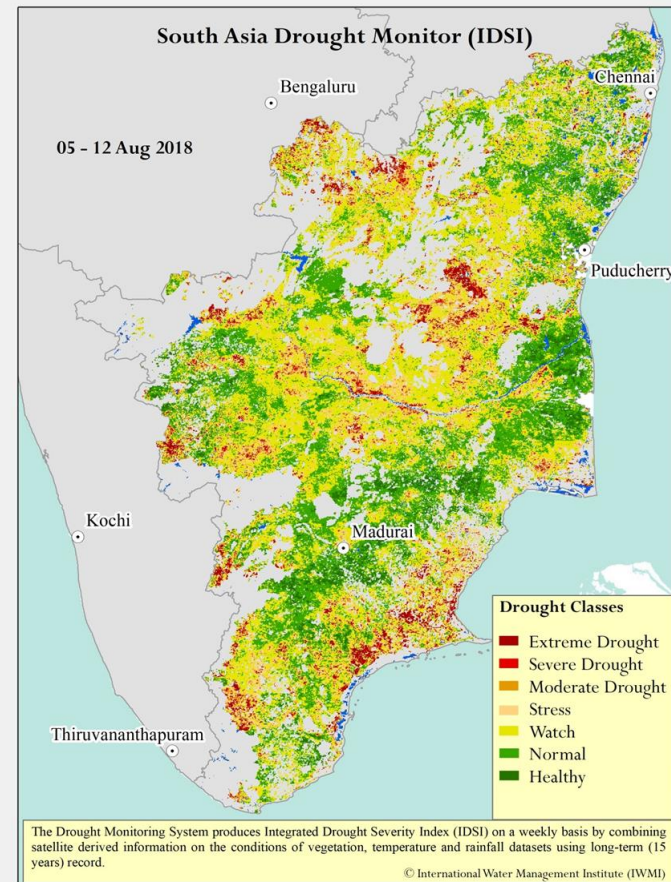 South Asia Drought Monitor (IDSI)
Bengaluru
Chennai
05 - 12 Aug 2018
Puducherry
Kochi
Madurai
Thiruvananthapuram
Drought Classes
Extreme Drought
Severe Drought
Moderate Drought
Stress
Watch
Normal
Healthy
The Drought Monitoring System produces Integrated Drought Severity Index (IDSI) on a weekly basis by combining
satellite derived information on the conditions of vegetation, temperature and rainfall datasets using long-term (15
years) record.
© International Water Management Institute (IWMI)